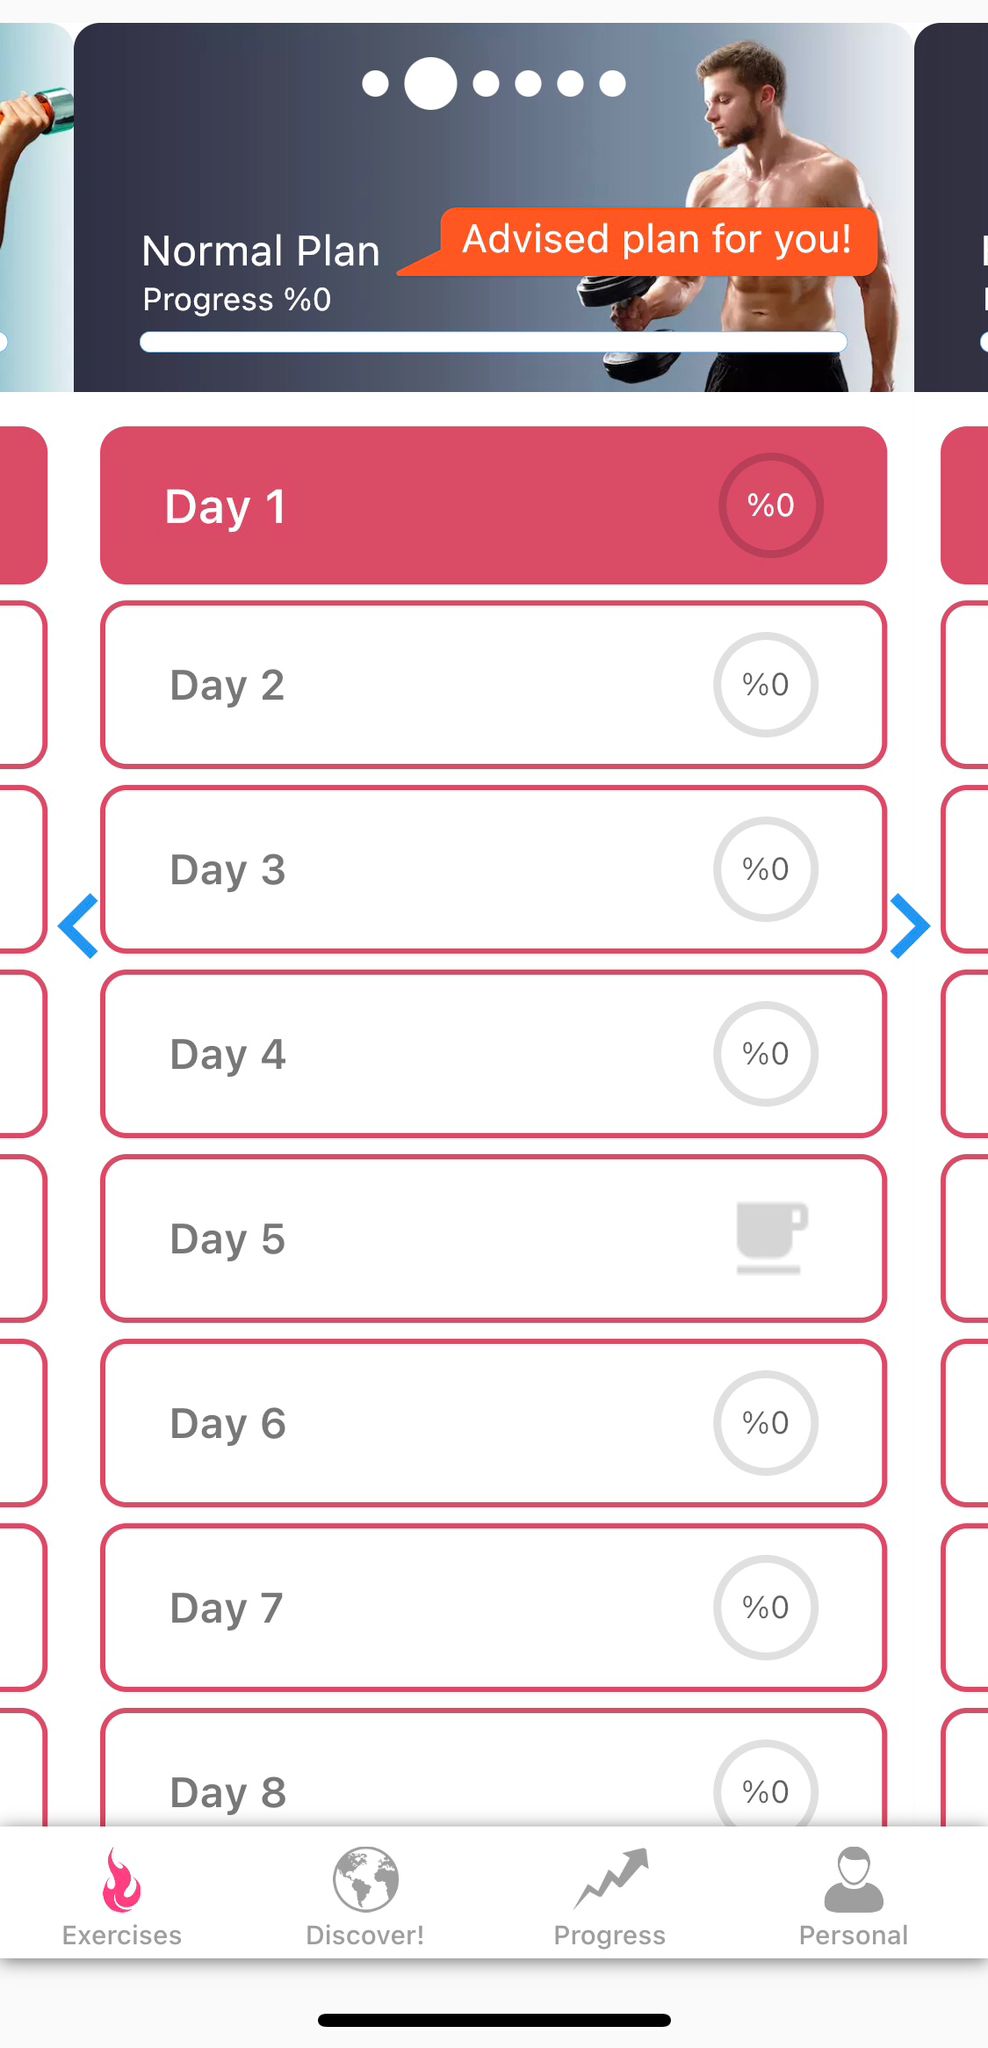 Normal Plan
Advised plan for you!
Progress %0
Day 1
%0
Day 2
%0
Day 3
%0
Day 4
%0
Day 5
Day 6
%0
Day 7
%0
Day 8
%0
Exercises
Discover!
Progress
Personal